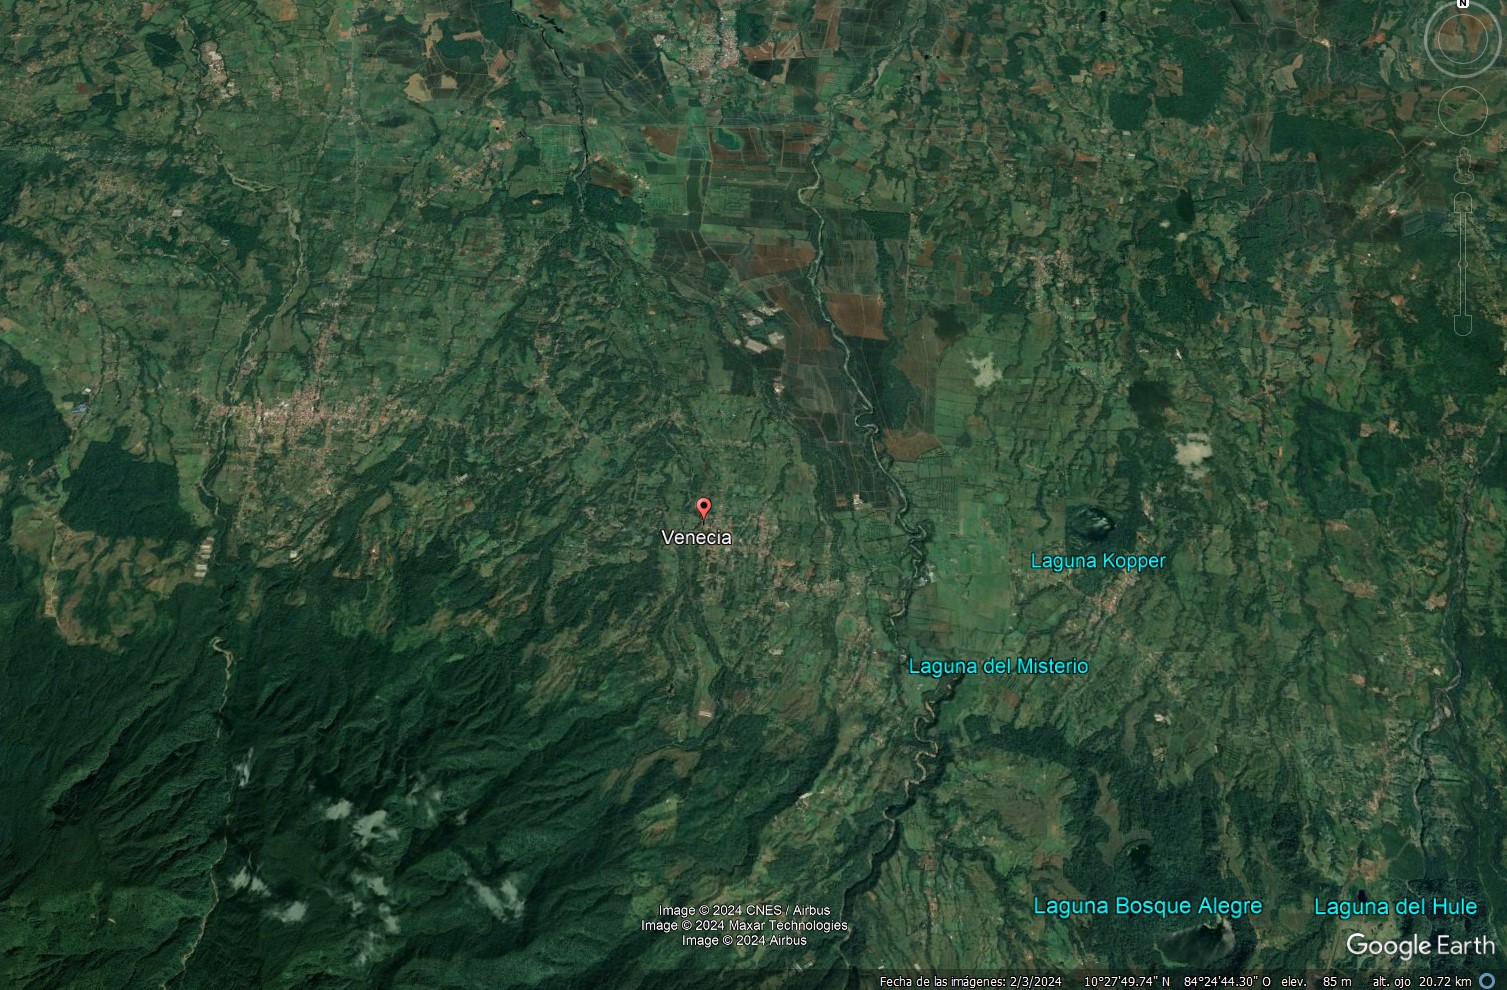 N
Venecia
Laguna Kopper
Laguna del Misterio
Laguna Bosque Alegre
Laguna del Hule
Image © 2024 CNES / Airbus
Image © 2024 Maxar Technologies
Image © 2024 Airbus
Google Earth
Fecha de las imágenes: 2/3/2024 10°27'49.74" N 84°24'44.30" O elev. 85 m alt. ojo 20.72 km